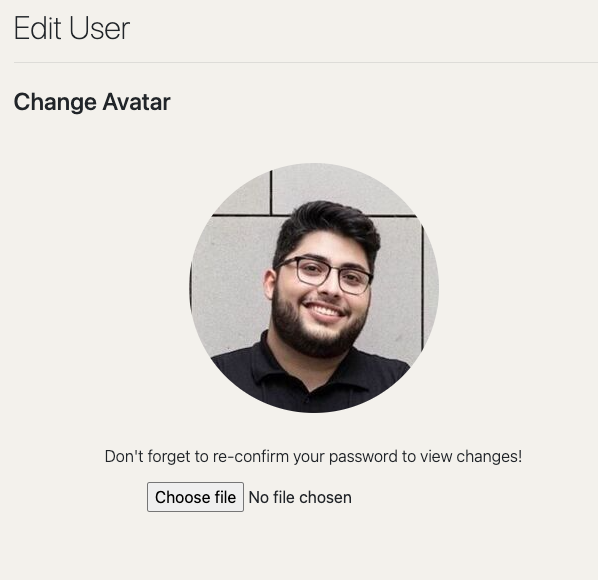 Edit User
Change Avatar
Don't forget to re-confirm your password to view changes!
Choose file No file chosen